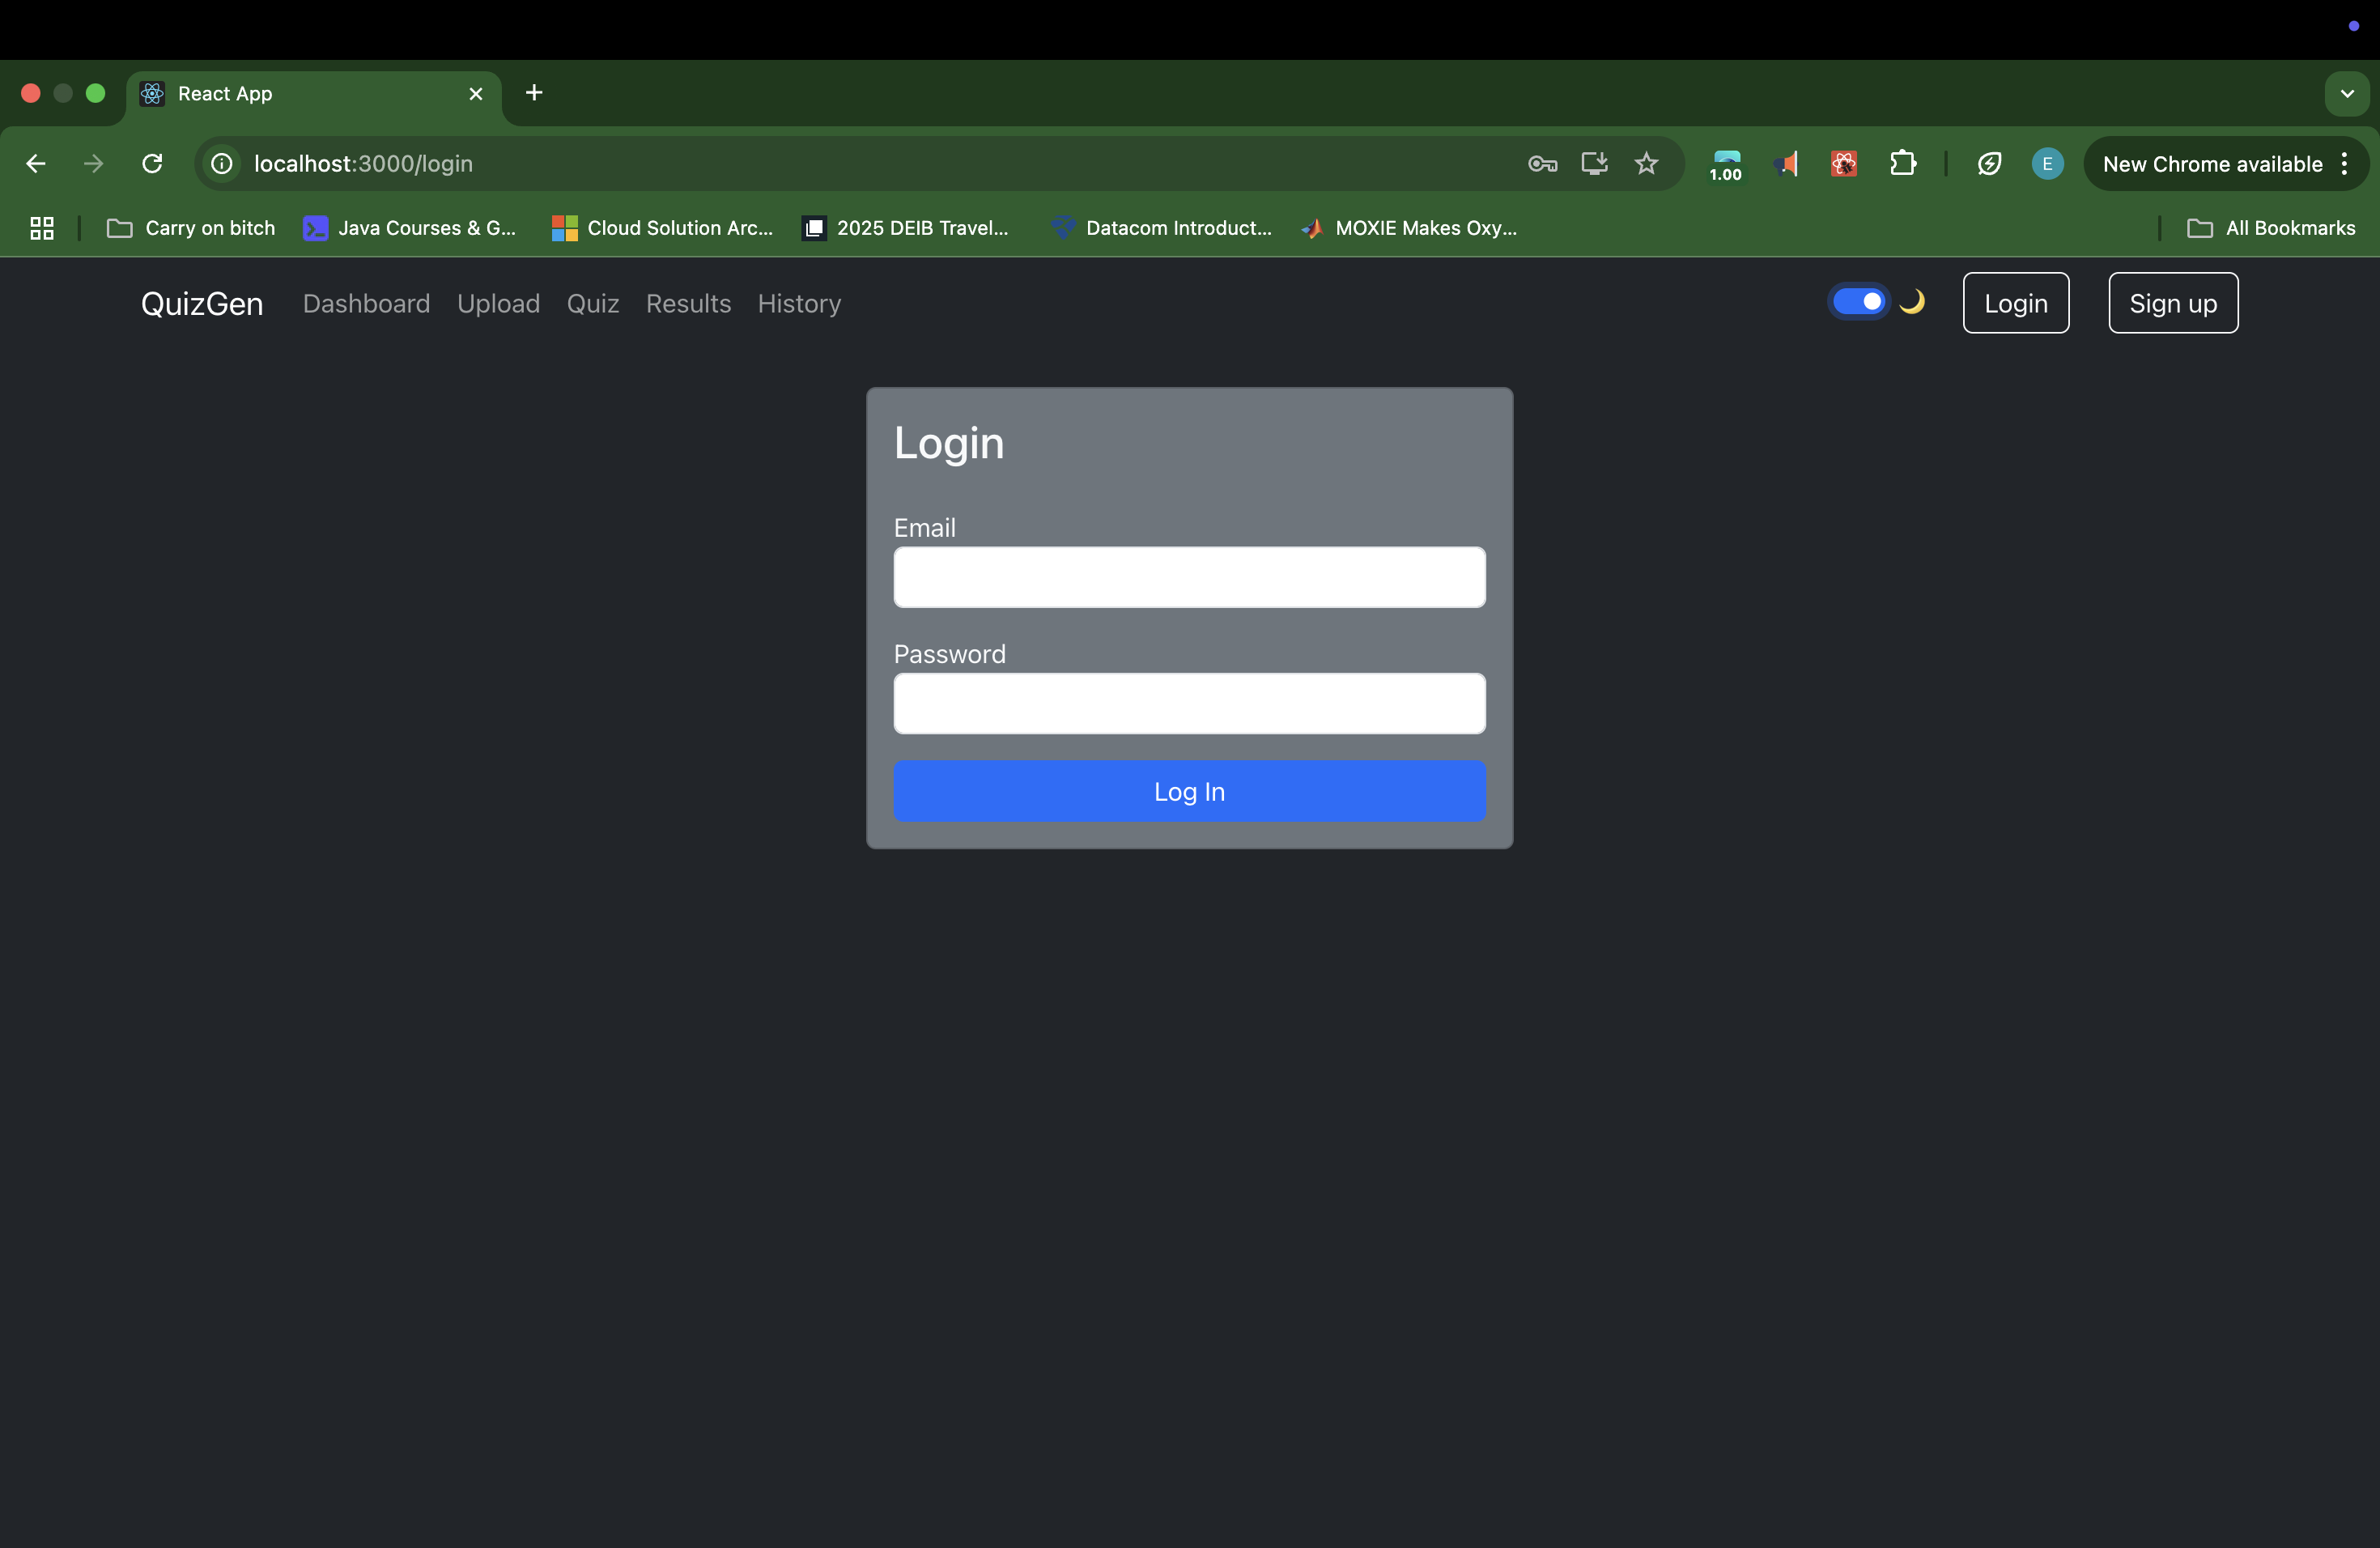 React App
localhost:3000/login
1.00
E
New Chrome available
Carry on bitch
Java Courses & G...
Cloud Solution Arc...
2025 DEIB Travel...
Datacom Introduct...
MOXIE Makes Oxy...
All Bookmarks
QuizGen
Dashboard
Upload
Quiz
Results
History
Login
Sign up
Login
Email
Password
Log In